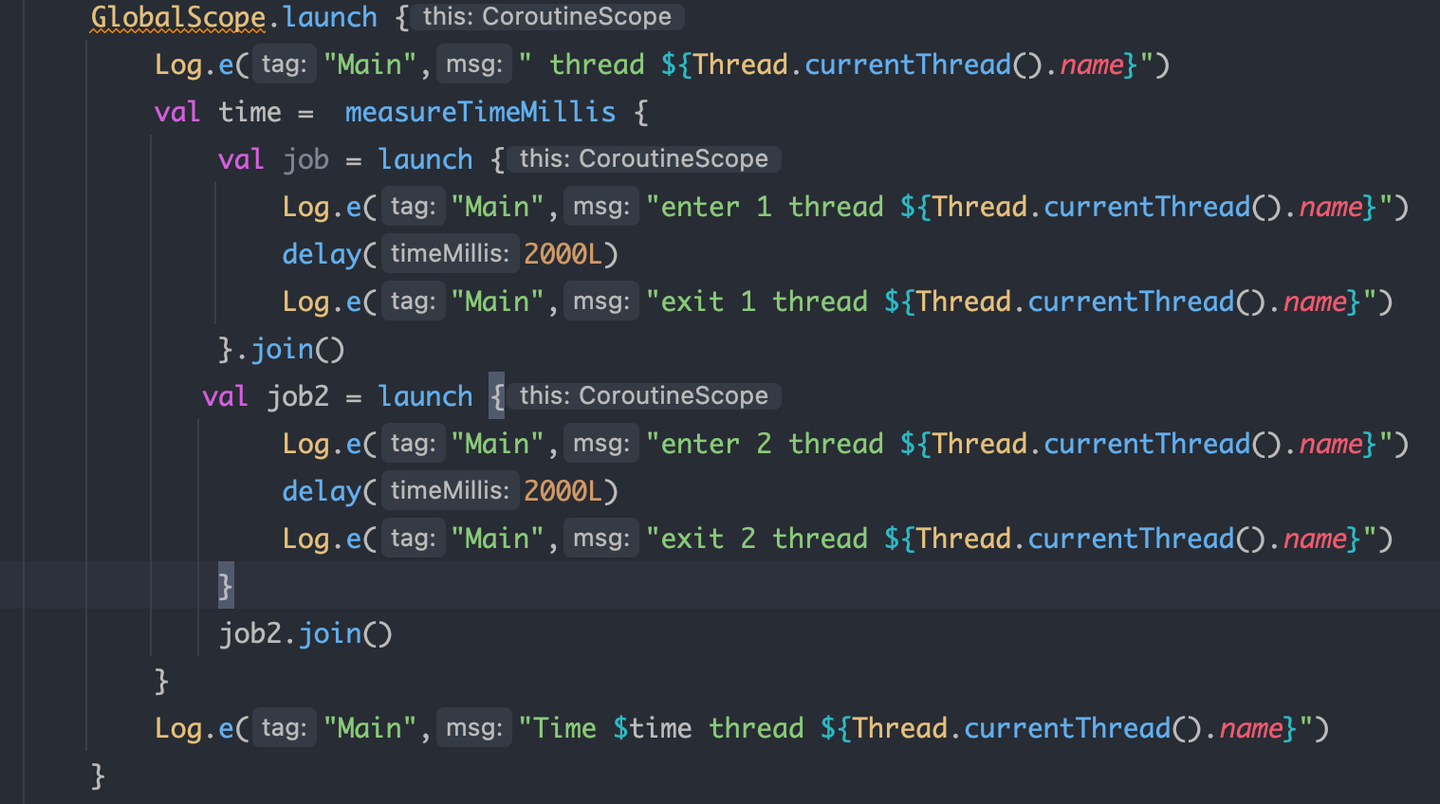 GlobalScope.launch { this: CoroutineScope
Log.e( tag: "Main", msg: " thread ${Thread.currentThread().name}")
val time = measureTimeMillis {
val job = launch { this: CoroutineScope
Log.e( tag: "Main", msg: "enter 1 thread ${Thread.currentThread().name}")
delay( timeMillis: 2000L)
Log.e( tag: "Main", msg: "exit 1 thread ${Thread.currentThread().name}")
}.join()
val job2 = launch { this: CoroutineScope
Log.e( tag: "Main", msg: "enter 2 thread ${Thread.currentThread().name}")
delay( timeMillis: 2000L)
Log.e( tag: "Main", msg: "exit 2 thread ${Thread.currentThread().name}")
}
job2.join()
}
Log.e( tag: "Main", msg: "Time $time thread ${Thread.currentThread().name}")
}